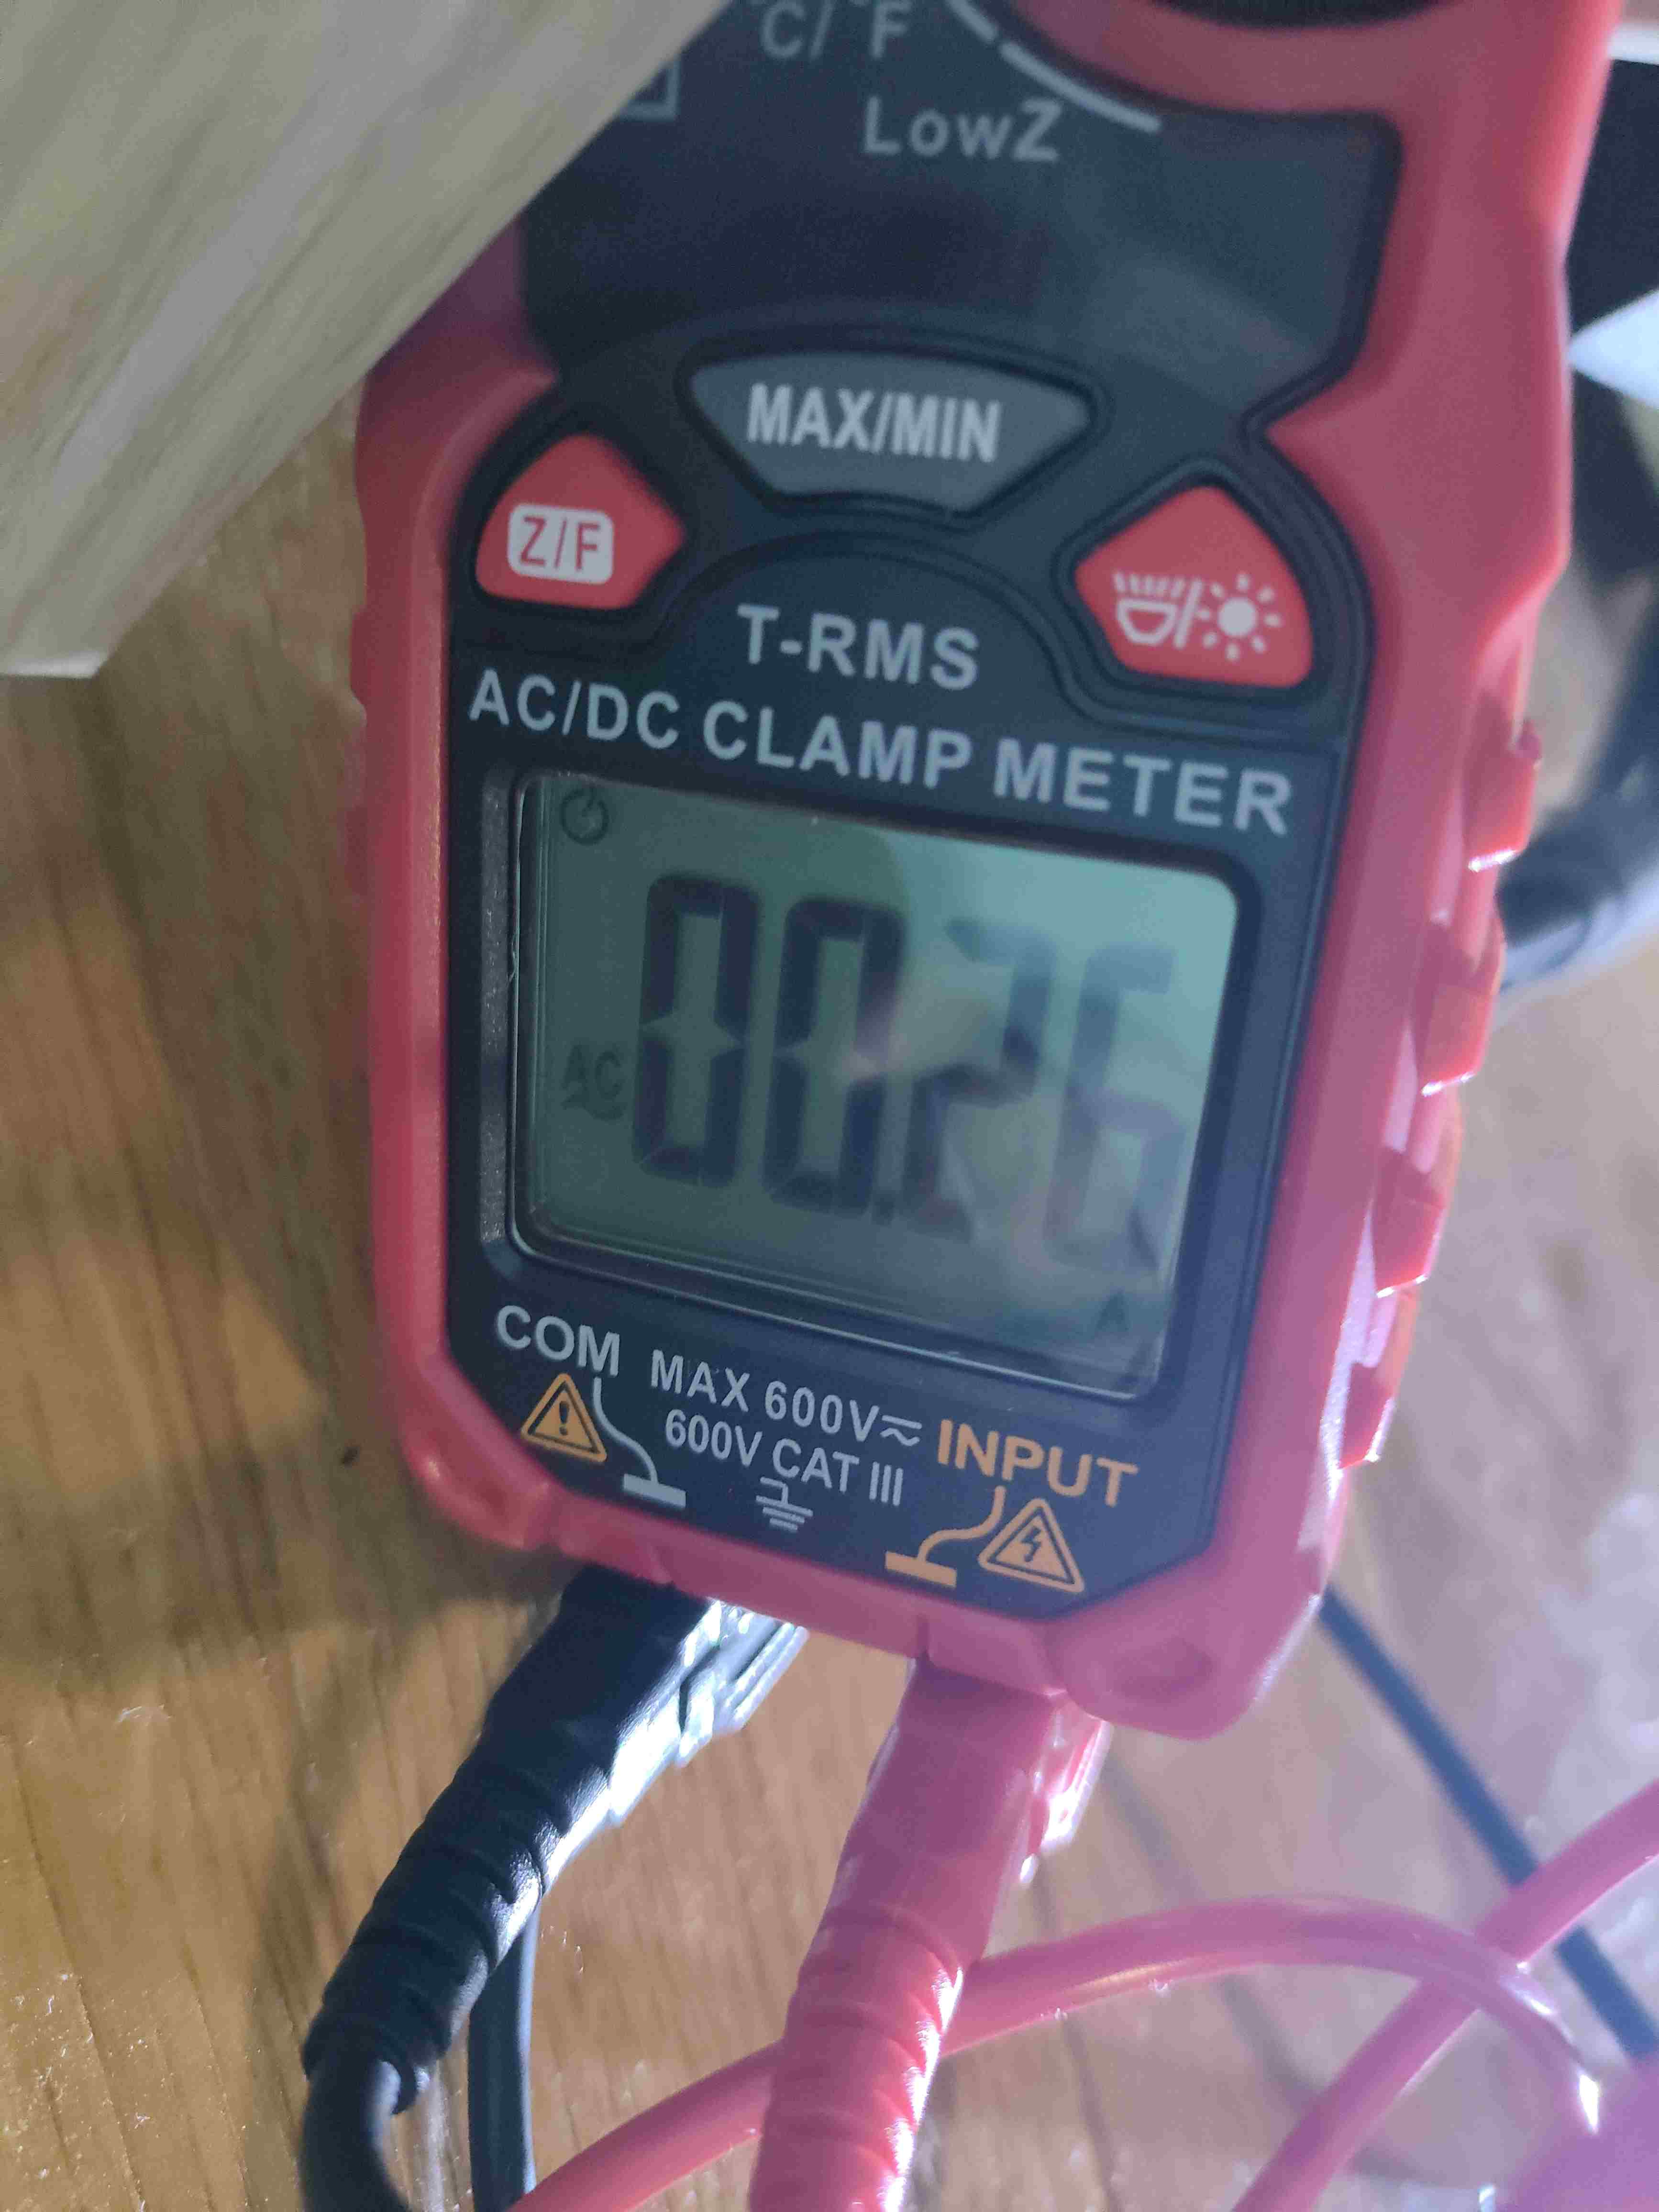 °C/°F
LowZ
MAX/MIN
Z/F
T-RMS
AC/DC CLAMP METER
00.26
AC
A
COM
MAX 600V
600V CAT III
INPUT